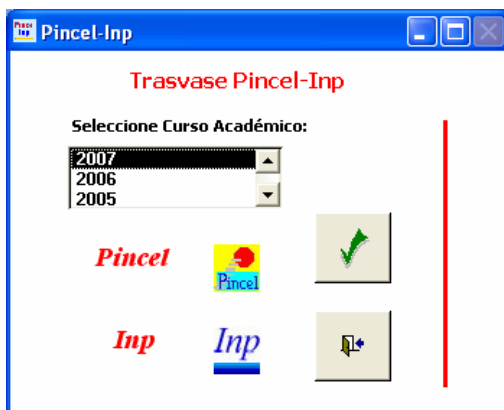 Pincel-Inp
Trasvase Pincel-Inp
Seleccione Curso Académico:
2007
2006
2005
Pincel
Pincel
Inp
Inp